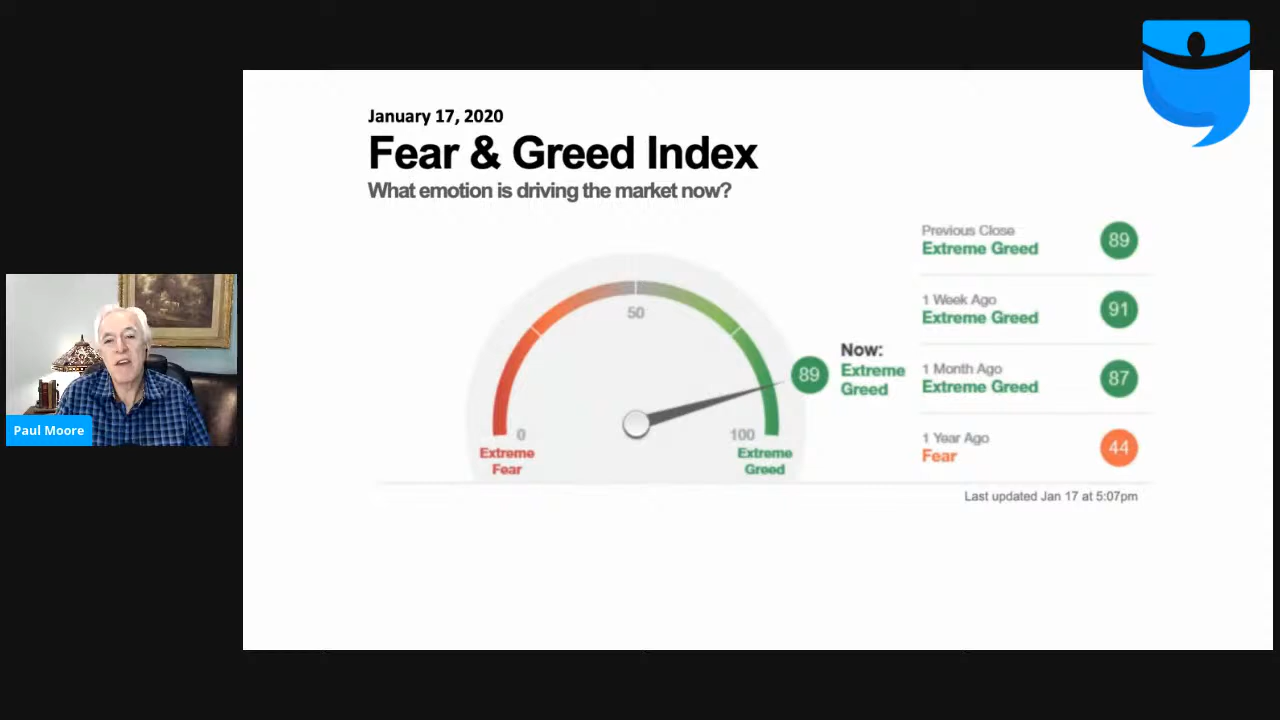 January 17, 2020
Fear & Greed Index
What emotion is driving the market now?
Previous Close
Extreme Greed
89
1 Week Ago
Extreme Greed
91
1 Month Ago
Extreme Greed
87
1 Year Ago
Fear
44
50
0
100
Extreme
Fear
Extreme
Greed
89
Now:
Extreme
Greed
Last updated Jan 17 at 5:07pm
Paul Moore